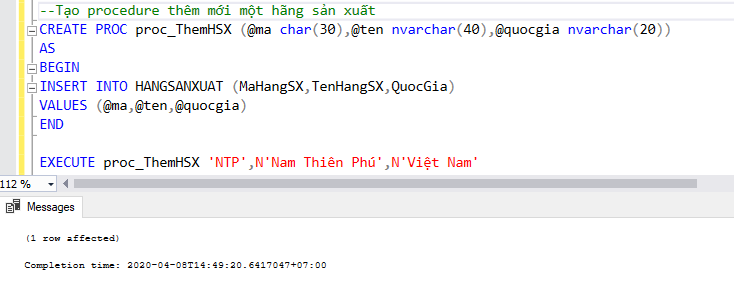 --Tạo procedure thêm mới một hãng sản xuất
CREATE PROC proc_ThemHSX (@ma char(30),@ten nvarchar(40),@quocgia nvarchar(20))
AS
BEGIN
INSERT INTO HANGSANXUAT (MaHangSX,TenHangSX,QuocGia)
VALUES (@ma,@ten,@quocgia)
END
EXECUTE proc_ThemHSX 'NTP',N'Nam Thiên Phú',N'Việt Nam'
112 %
Messages
(1 row affected)
Completion time: 2020-04-08T14:49:20.6417047+07:00